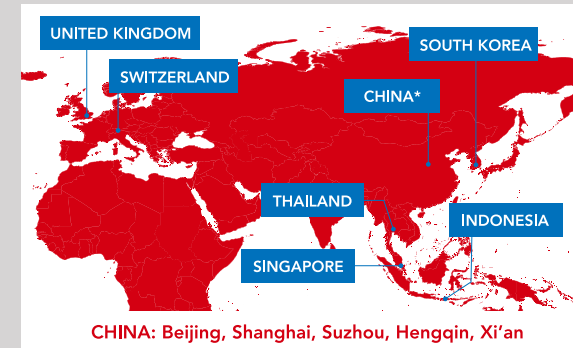 UNITED KINGDOM
SOUTH KOREA
SWITZERLAND
CHINA*
THAILAND
INDONESIA
SINGAPORE
CHINA: Beijing, Shanghai, Suzhou, Hengqin, Xi'an